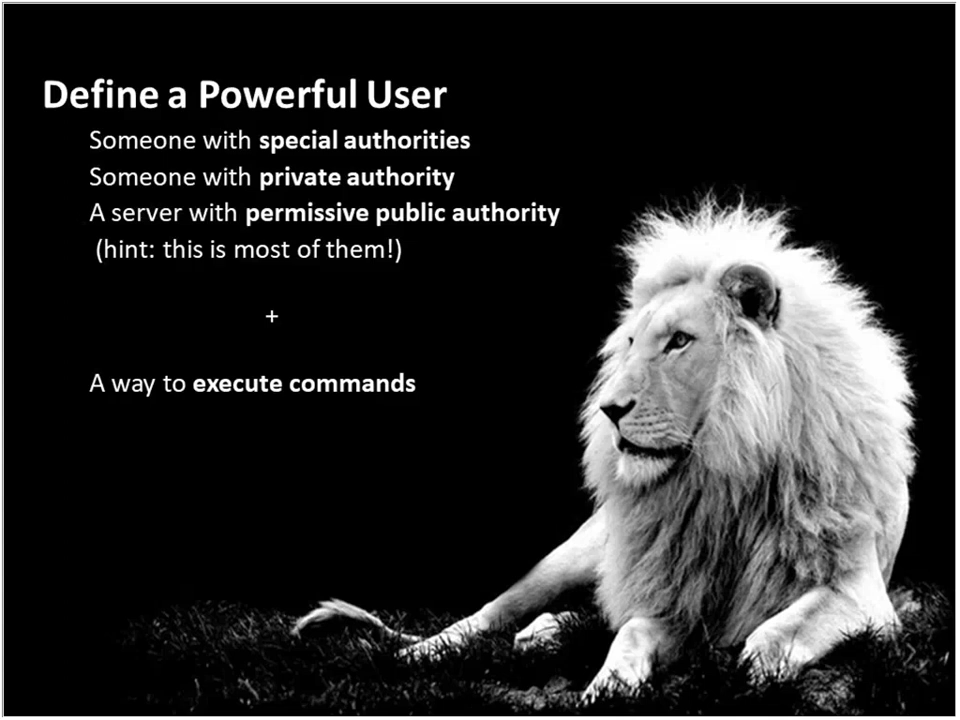 Define a Powerful User
Someone with special authorities
Someone with private authority
A server with permissive public authority
(hint: this is most of them!)
+
A way to execute commands